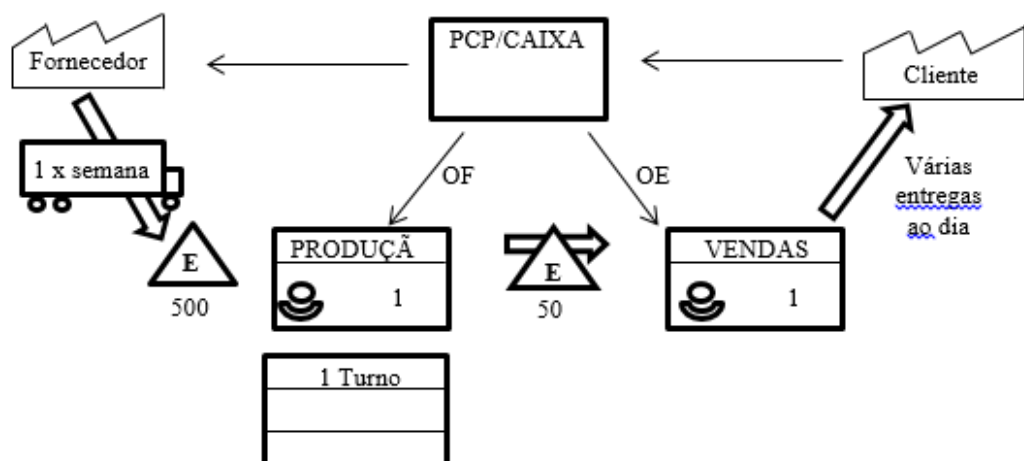 Fornecedor
PCP/CAIXA
Cliente
1 x semana
OF
OE
Várias
entregas
ao dia
E
500
PRODUÇÃ
1
E
50
VENDAS
1
1 Turno